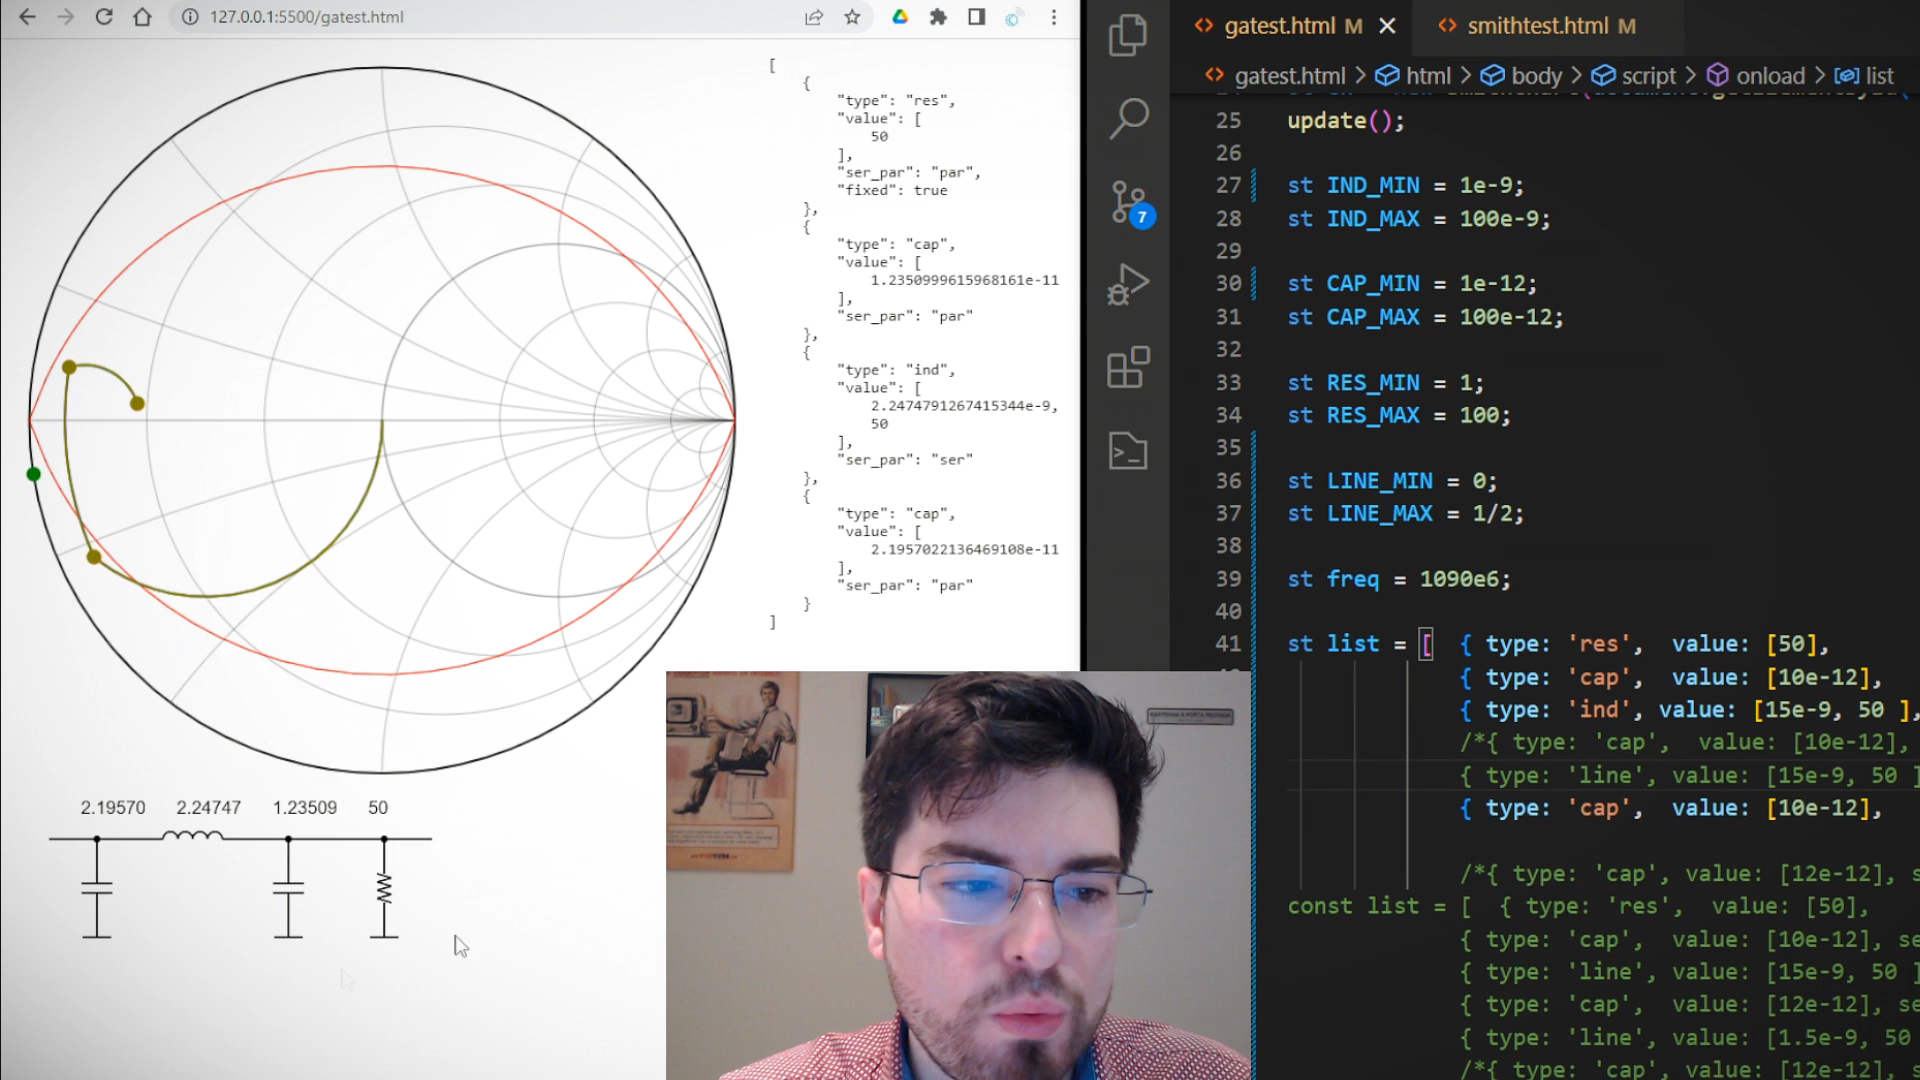 127.0.0.1:5500/gatest.html
[
{
"type": "res",
"value": [
50
],
"ser_par": "par",
"fixed": true
},
{
"type": "cap",
"value": [
1.2350999615968161e-11
],
"ser_par": "par"
},
{
"type": "ind",
"value": [
2.2474791267415344e-9,
50
],
"ser_par": "ser"
},
{
"type": "cap",
"value": [
2.1957022136469108e-11
],
"ser_par": "par"
}
]
2.19570 2.24747 1.23509 50
<> gatest.html M × <> smithtest.html M
<> gatest.html > html > body > script > onload > list
7
25 update();
26
27 st IND_MIN = 1e-9;
28 st IND_MAX = 100e-9;
29
30 st CAP_MIN = 1e-12;
31 st CAP_MAX = 100e-12;
32
33 st RES_MIN = 1;
34 st RES_MAX = 100;
35
36 st LINE_MIN = 0;
37 st LINE_MAX = 1/2;
38
39 st freq = 1090e6;
40
41 st list = [ { type: 'res', value: [50],
{ type: 'cap', value: [10e-12],
{ type: 'ind', value: [15e-9, 50 ],
/*{ type: 'cap', value: [10e-12],
{ type: 'line', value: [15e-9, 50 ]
{ type: 'cap', value: [10e-12],
/*{ type: 'cap', value: [12e-12], s
const list = [ { type: 'res', value: [50],
{ type: 'cap', value: [10e-12], se
{ type: 'line', value: [15e-9, 50 ]
{ type: 'cap', value: [12e-12], se
{ type: 'line', value: [1.5e-9, 50
/*{ type: 'cap', value: [12e-12], s